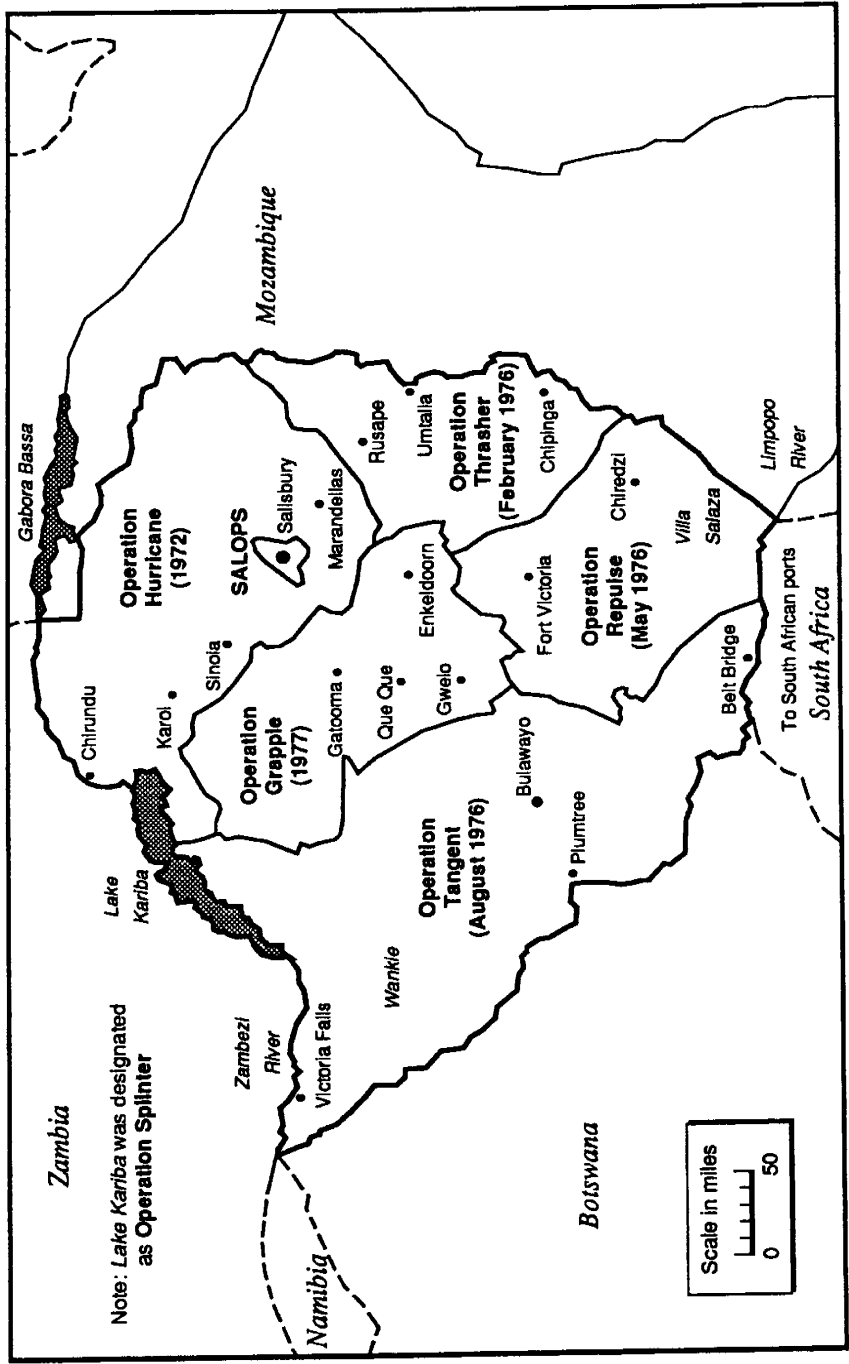 Zambia
Note: Lake Kariba was designated
as Operation Splinter
Lake
Kariba
Chirundu
Gabora Bassa
Karoi
Sinoia
Operation
Hurricane
(1972)
SALOPS
Salisbury
Marandellas
Mozambique
Zambezi
River
Victoria Falls
Namibia
Wankie
Operation
Grapple
(1977)
Gatooma
Que Que
Gwelo
Enkeldoorn
Rusape
Umtalia
Operation
Thrasher
(February 1976)
Chipinga
Operation
Tangent
(August 1976)
Bulawayo
Plumtree
Fort Victoria
Operation
Repulse
(May 1976)
Chiredzi
Villa
Salaza
Limpopo
River
Belt Bridge
To South African ports
South Africa
Botswana
Scale in miles
0 50